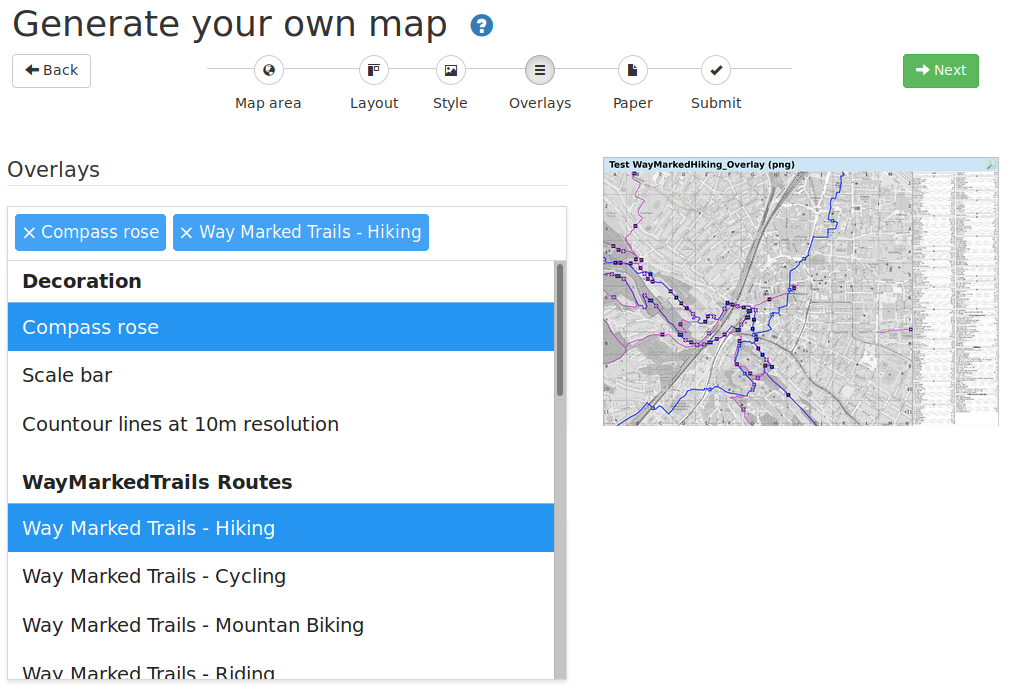 Generate your own map ?
Back
Next
Map area
Layout
Style
Overlays
Paper
Submit
Overlays
Test WayMarkedHiking_Overlay (png)
× Compass rose × Way Marked Trails - Hiking
Decoration
Compass rose
Scale bar
Countour lines at 10m resolution
WayMarkedTrails Routes
Way Marked Trails - Hiking
Way Marked Trails - Cycling
Way Marked Trails - Mountan Biking
Way Marked Trails - Riding